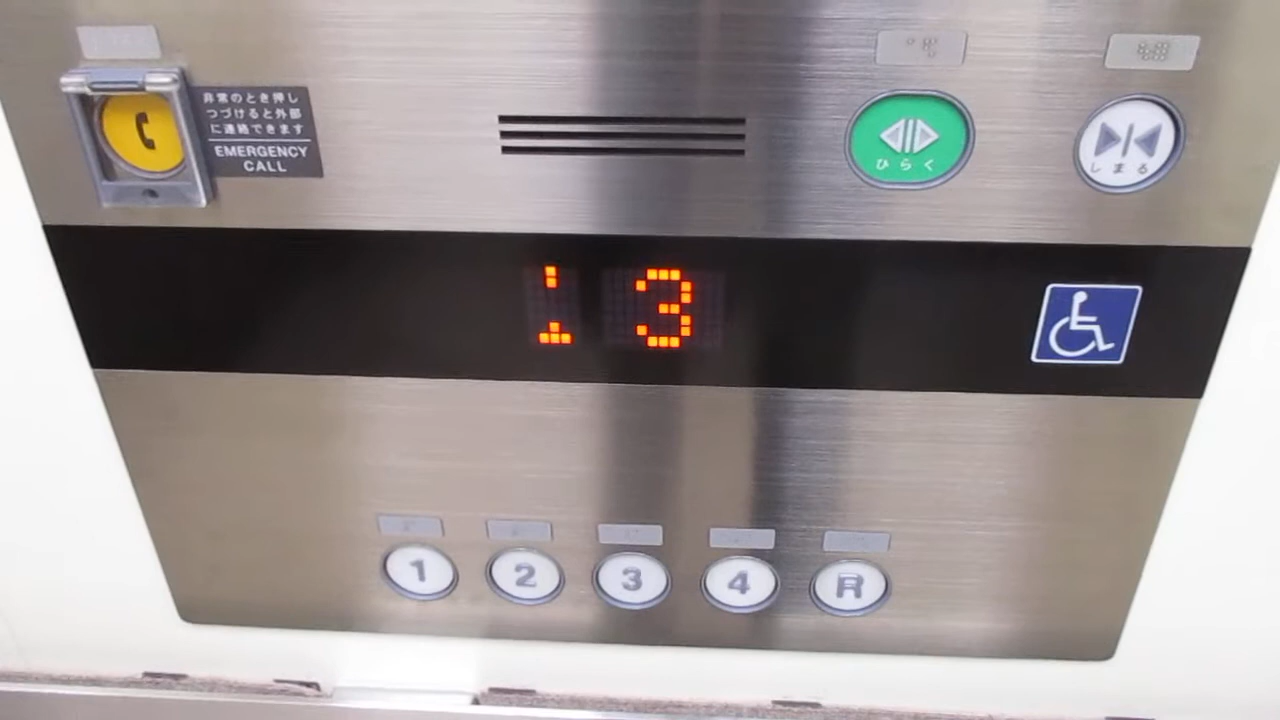 非常のとき押し
つづけると外部
に連絡できます
EMERGENCY
CALL
ひらく
しまる
3
1
2
3
4
R